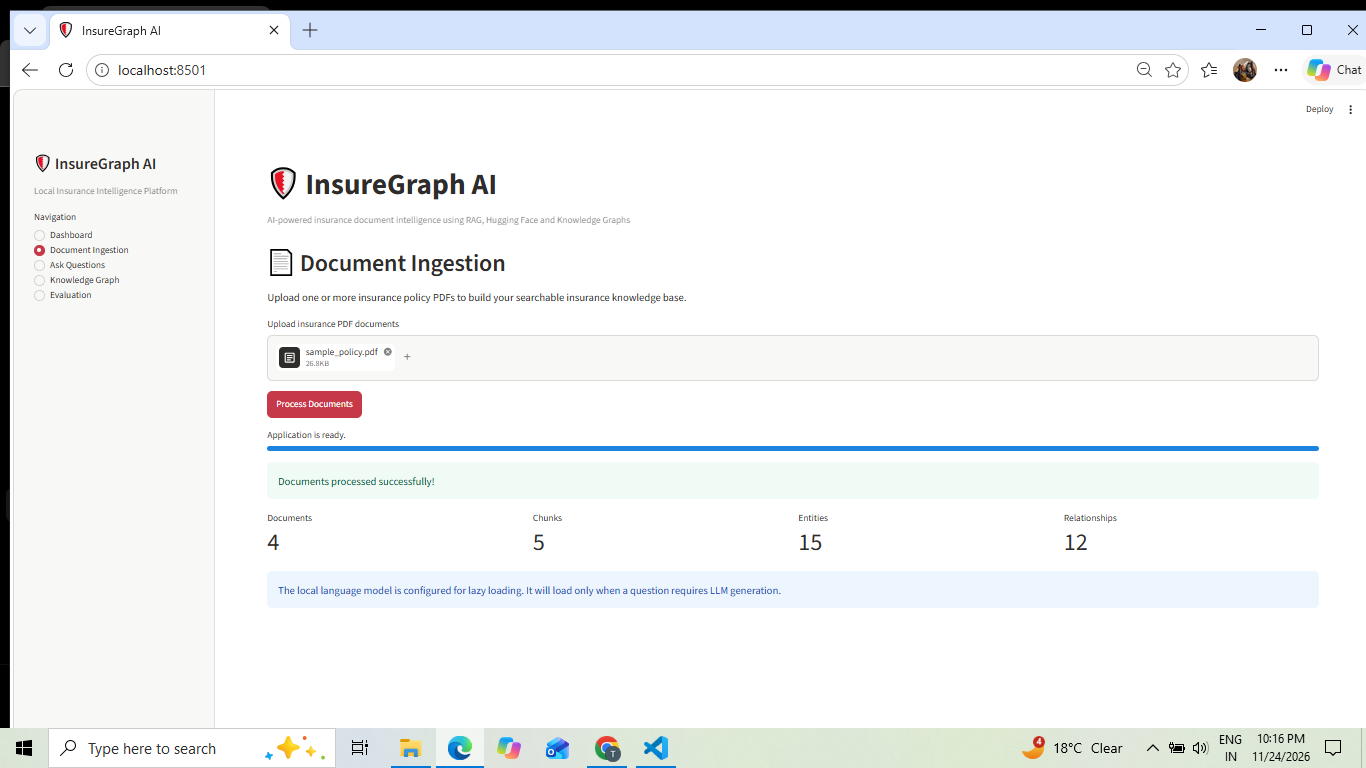 InsureGraph AI
localhost:8501
Chat
Deploy
InsureGraph AI
Local Insurance Intelligence Platform
Navigation
Dashboard
Document Ingestion
Ask Questions
Knowledge Graph
Evaluation
InsureGraph AI
AI-powered insurance document intelligence using RAG, Hugging Face and Knowledge Graphs
Document Ingestion
Upload one or more insurance policy PDFs to build your searchable insurance knowledge base.
Upload insurance PDF documents
sample_policy.pdf
26.8KB
Process Documents
Application is ready.
Documents processed successfully!
Documents Chunks Entities Relationships
4 5 15 12
The local language model is configured for lazy loading. It will load only when a question requires LLM generation.
Type here to search
4
18°C Clear
ENG
IN
10:16 PM
11/24/2026